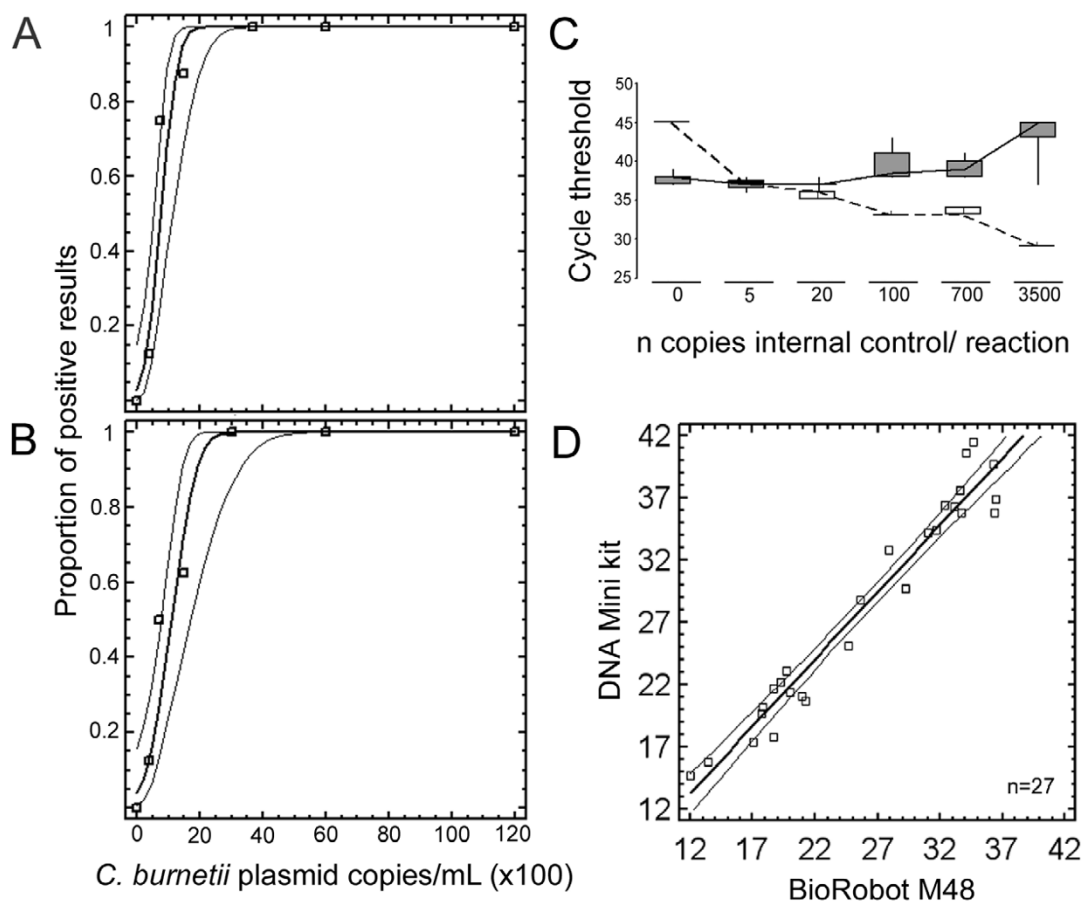 A
1
0.8
0.6
0.4
0.2
B
1
0.8
0.6
0.4
0.2
0 20 40 60 80 100 120
Proportion of positive results
C. burnetii plasmid copies/mL (x100)
C
50
45
40
35
30
25
Cycle threshold
0 5 20 100 700 3500
n copies internal control/ reaction
D
42
37
32
27
22
17
12
DNA Mini kit
n=27
12 17 22 27 32 37 42
BioRobot M48